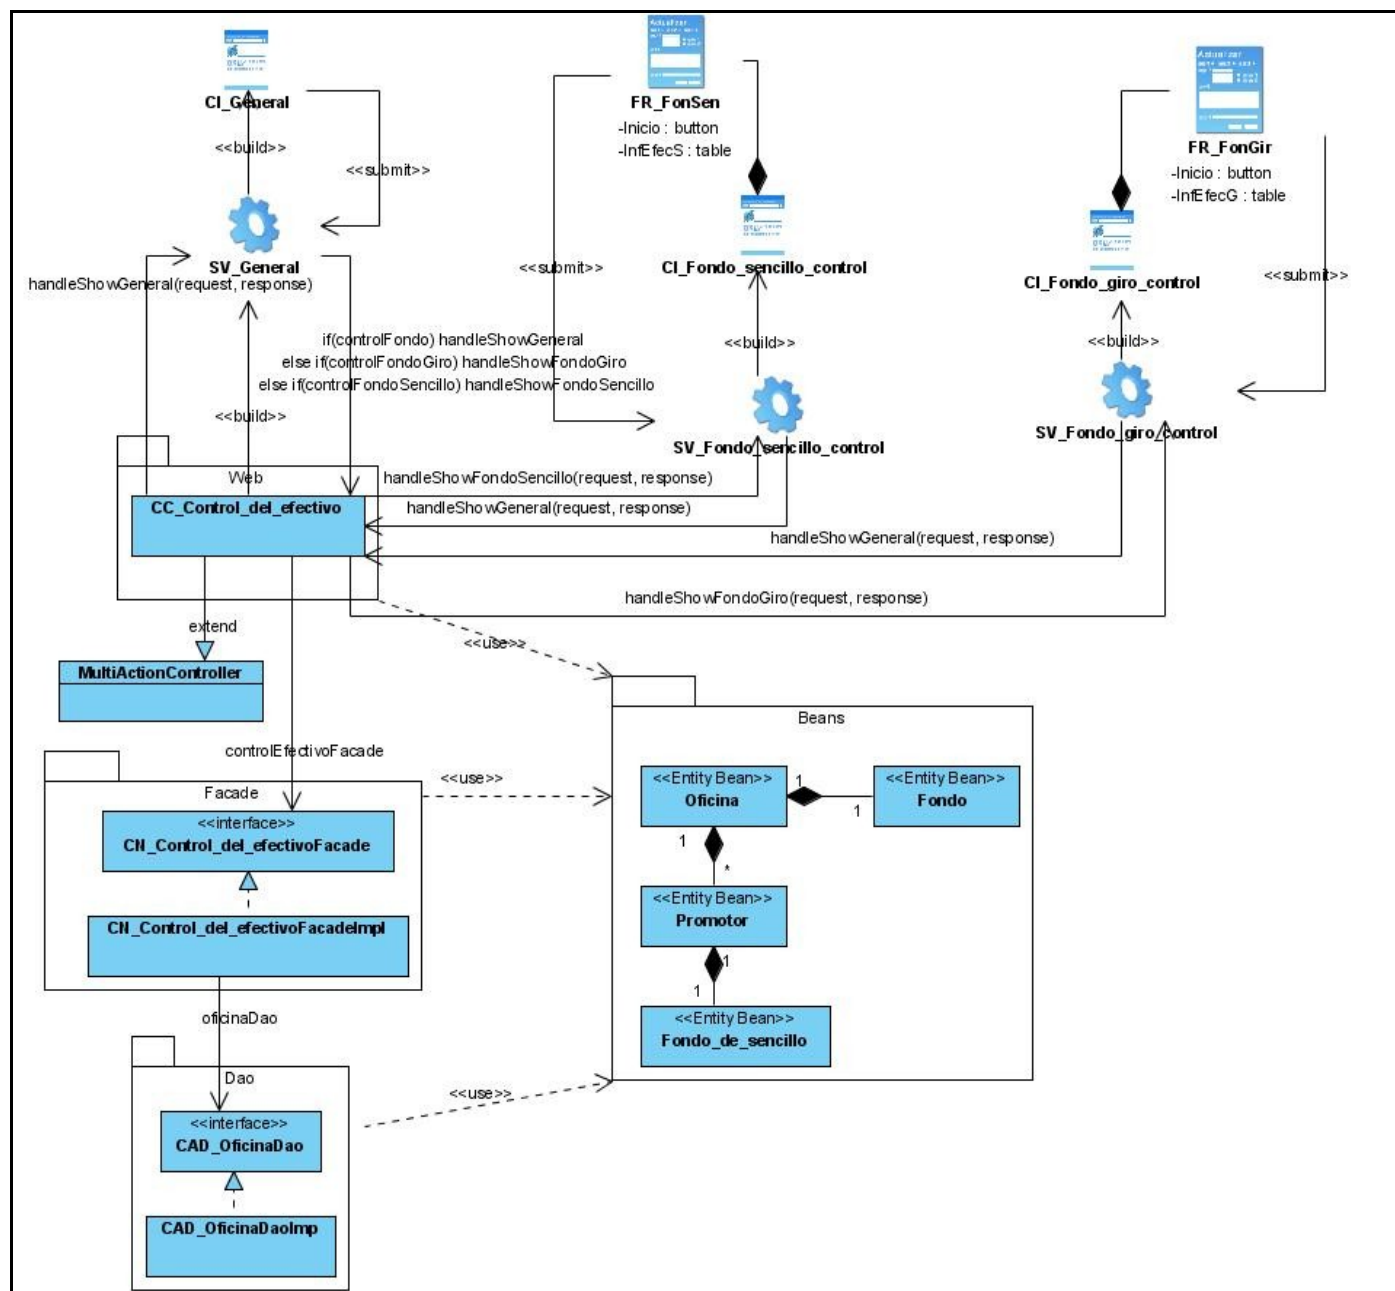 CI_General
<<build>>
<<submit>>
SV_General
handleShowGeneral(request, response)
Actualizar
FR_FonSen
-Inicio : button
-InfEfecS : table
<<submit>>
CI_Fondo_sencillo_control
<<build>>
SV_Fondo_sencillo_control
Actualizar
FR_FonGir
-Inicio : button
-InfEfecG : table
CI_Fondo_giro_control
<<submit>>
<<build>>
SV_Fondo_giro_control
if(controlFondo) handleShowGeneral
else if(controlFondoGiro) handleShowFondoGiro
else if(controlFondoSencillo) handleShowFondoSencillo
<<build>>
Web
CC_Control_del_efectivo
handleShowFondoSencillo(request, response)
handleShowGeneral(request, response)
handleShowGeneral(request, response)
handleShowFondoGiro(request, response)
extend
<<use>>
MultiActionController
controlEfectivoFacade
Facade
<<interface>>
CN_Control_del_efectivoFacade
CN_Control_del_efectivoFacadeImpl
<<use>>
oficinaDao
Dao
<<interface>>
CAD_OficinaDao
CAD_OficinaDaoImp
<<use>>
Beans
<<Entity Bean>>
Oficina
1
1
<<Entity Bean>>
Fondo
1
*
<<Entity Bean>>
Promotor
1
1
<<Entity Bean>>
Fondo_de_sencillo